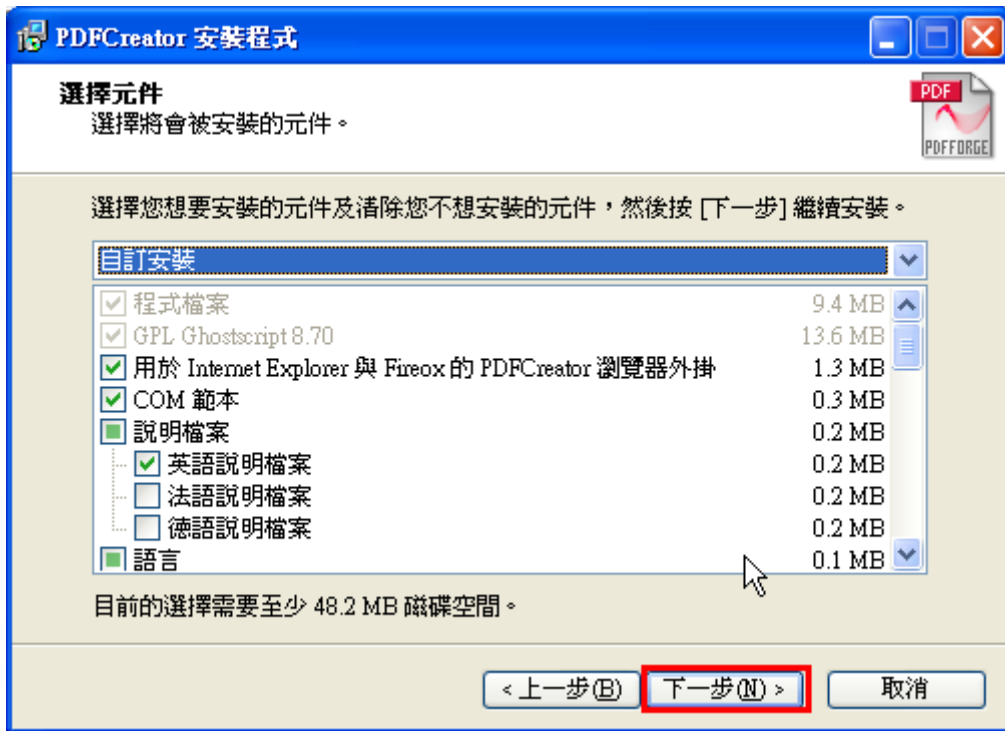 PDFCreator 安裝程式
選擇元件
選擇將會被安裝的元件。
PDF
PDFFORGE
選擇您想要安裝的元件及清除您不想安裝的元件，然後按 [下一步] 繼續安裝。
自訂安裝
程式檔案 9.4 MB
GPL Ghostscript 8.70 13.6 MB
用於 Internet Explorer 與 Fireox 的 PDFCreator 瀏覽器外掛 1.3 MB
COM 範本 0.3 MB
說明檔案 0.2 MB
英語說明檔案 0.2 MB
法語說明檔案 0.2 MB
德語說明檔案 0.2 MB
語言 0.1 MB
目前的選擇需要至少 48.2 MB 磁碟空間。
<上一步(B) 下一步(N)> 取消